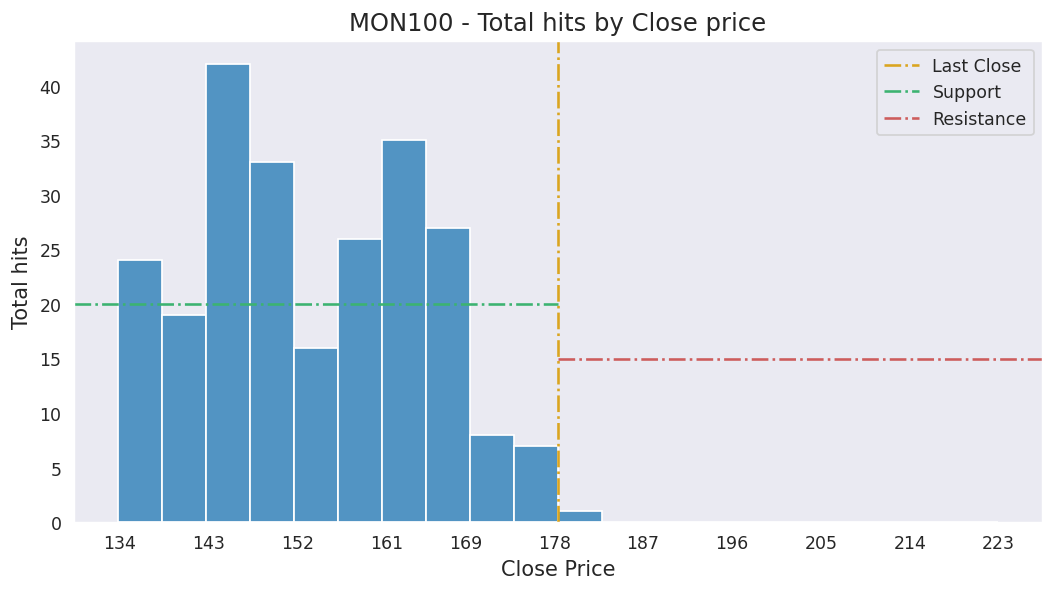 MON100 - Total hits by Close price
Last Close
Support
Resistance
Total hits
40
35
30
25
20
15
10
5
0
134 143 152 161 169 178 187 196 205 214 223
Close Price